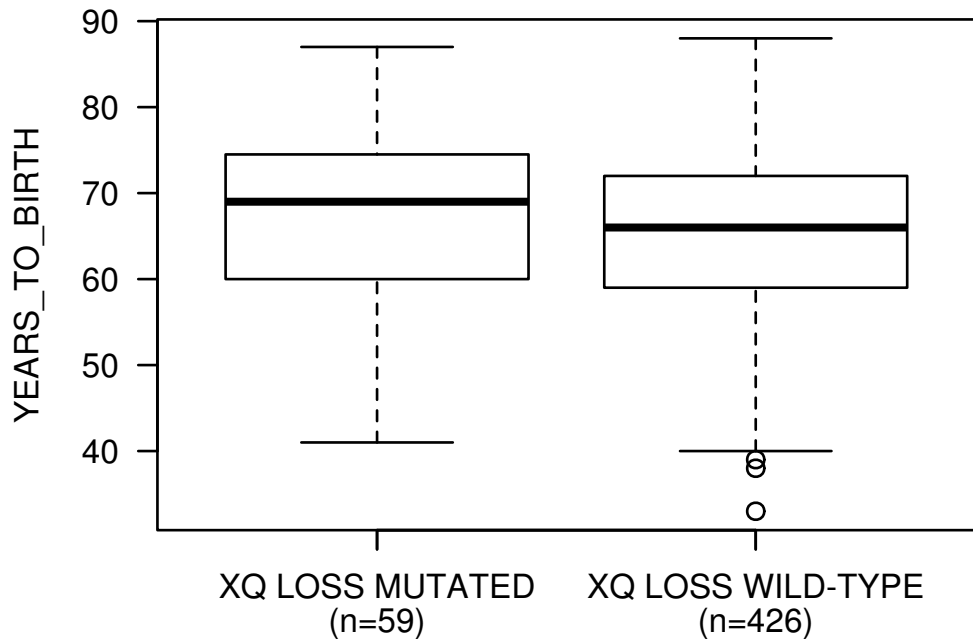 YEARS_TO_BIRTH
90
80
70
60
50
40
XQ LOSS MUTATED
(n=59)
XQ LOSS WILD-TYPE
(n=426)